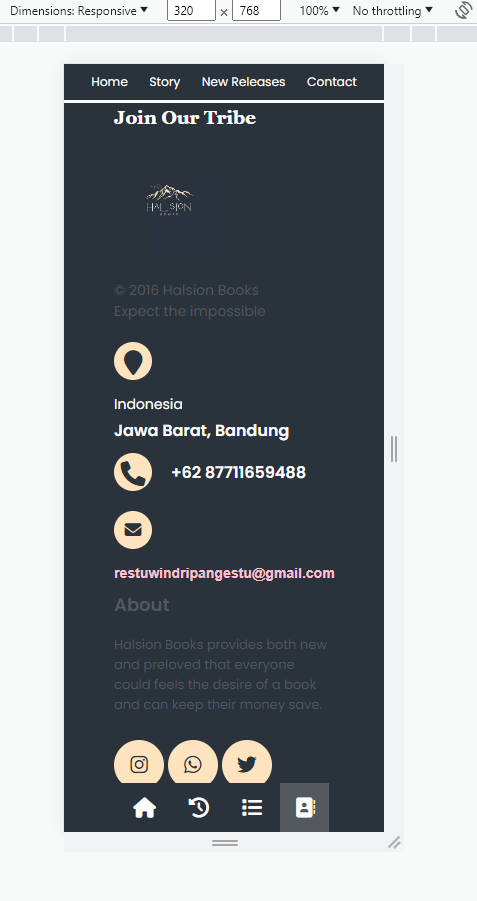 Dimensions: Responsive 320 × 768 100% No throttling
Home Story New Releases Contact
Join Our Tribe
HALSION
© 2016 Halsion Books
Expect the impossible
Indonesia
Jawa Barat, Bandung
+62 87711659488
restuwindripangestu@gmail.com
About
Halsion Books provides both new
and preloved that everyone
could feels the desire of a book
and can keep their money save.